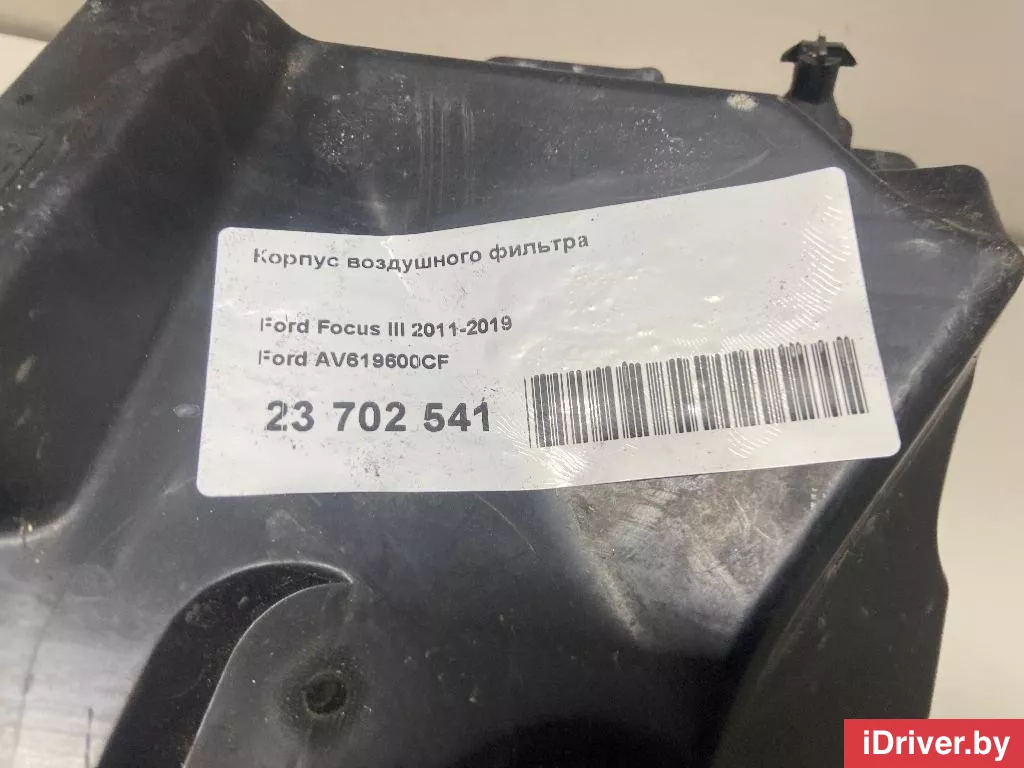 Корпус воздушного фильтра
Ford Focus III 2011-2019
Ford AV619600CF
23 702 541
iDriver.by